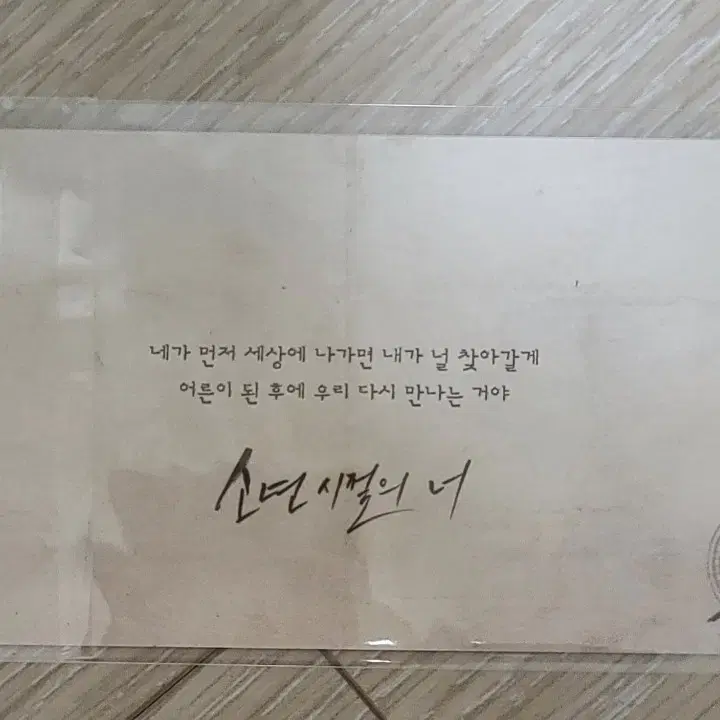 네가 먼저 세상에 나가면 내가 널 찾아갈게
어른이 된 후에 우리 다시 만나는 거야
소년시절의 너